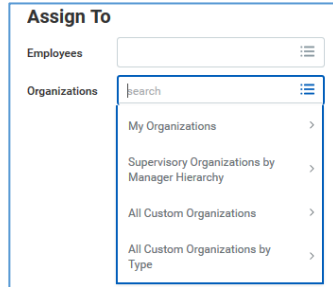 Assign To
Employees
Organizations
search
My Organizations
Supervisory Organizations by
Manager Hierarchy
All Custom Organizations
All Custom Organizations by
Type